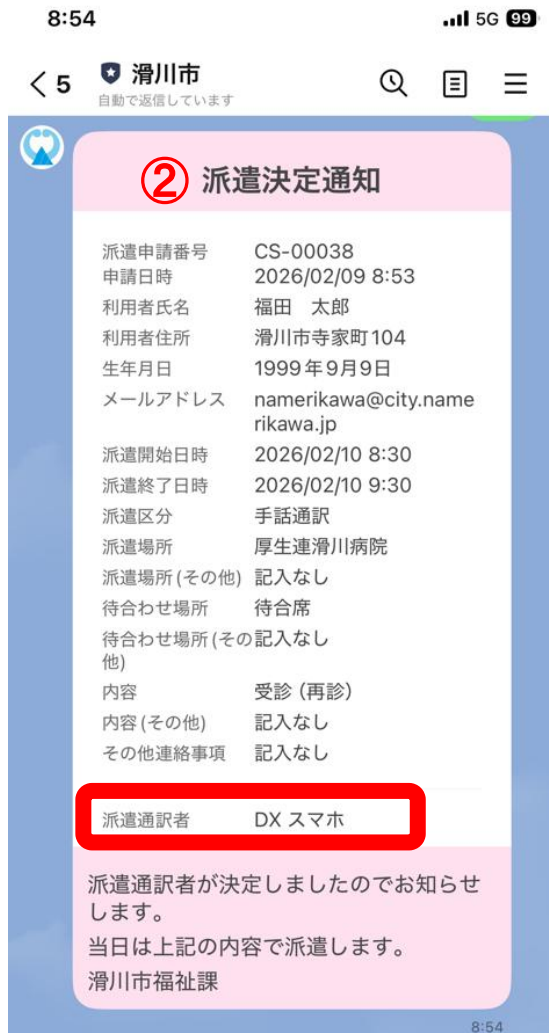 8:54
5G 99
5 滑川市
自動で返信しています
② 派遣決定通知
派遣申請番号 CS-00038
申請日時 2026/02/09 8:53
利用者氏名 福田　太郎
利用者住所 滑川市寺家町104
生年月日 1999年9月9日
メールアドレス namerikawa@city.name
rikawa.jp
派遣開始日時 2026/02/10 8:30
派遣終了日時 2026/02/10 9:30
派遣区分 手話通訳
派遣場所 厚生連滑川病院
派遣場所(その他) 記入なし
待合わせ場所 待合席
待合わせ場所(その 記入なし
他)
内容 受診（再診）
内容(その他) 記入なし
その他連絡事項 記入なし
派遣通訳者 DX スマホ
派遣通訳者が決定しましたのでお知らせ
します。
当日は上記の内容で派遣します。
滑川市福祉課
8:54